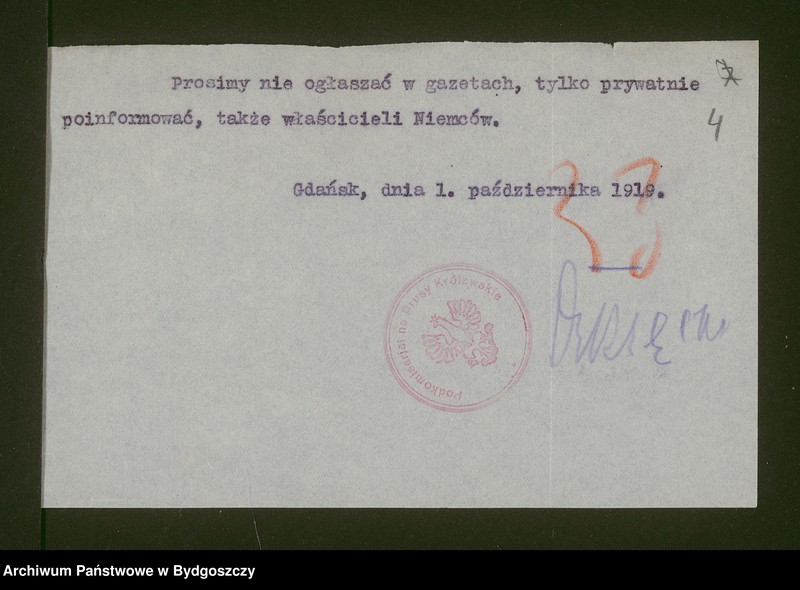 Prosimy nie ogłaszać w gazetach, tylko prywatnie
poinformować, także właścicieli Niemców.
4
Gdańsk, dnia 1. października 1919.
Podkomisarjat na Prusy Królewskie
Archiwum Państwowe w Bydgoszczy